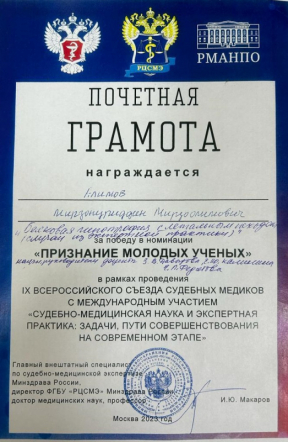 РЦСМЭ
РМАНПО
ПОЧЕТНАЯ
ГРАМОТА
награждается
за победу в номинации
«ПРИЗНАНИЕ МОЛОДЫХ УЧЕНЫХ»
в рамках проведения
IX ВСЕРОССИЙСКОГО СЪЕЗДА СУДЕБНЫХ МЕДИКОВ
С МЕЖДУНАРОДНЫМ УЧАСТИЕМ
«СУДЕБНО-МЕДИЦИНСКАЯ НАУКА И ЭКСПЕРТНАЯ
ПРАКТИКА: ЗАДАЧИ, ПУТИ СОВЕРШЕНСТВОВАНИЯ
НА СОВРЕМЕННОМ ЭТАПЕ»
Главный внештатный специалист
по судебно-медицинской экспертизе
Минздрава России,
директор ФГБУ «РЦСМЭ» Минздрава России,
доктор медицинских наук, профессор
И.Ю. Макаров
Москва 2023 год